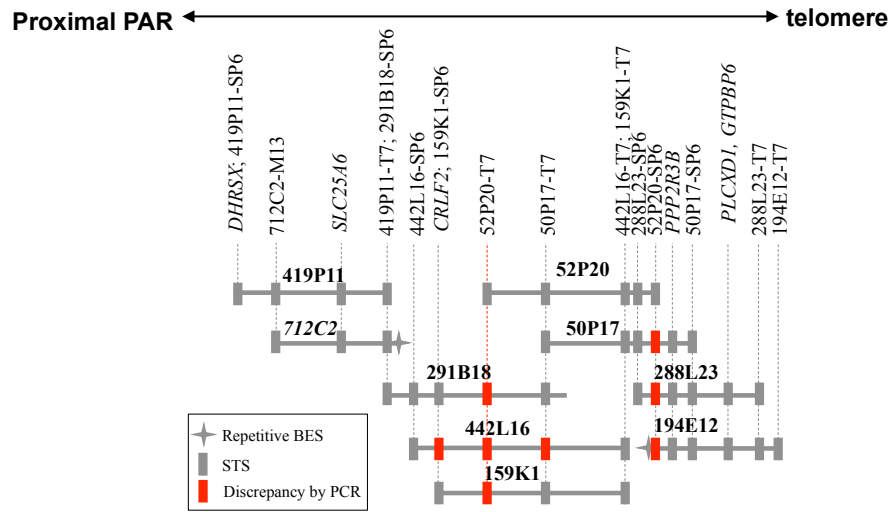 Proximal PAR
telomere
DHRSX; 419P11-SP6
712C2-M13
SLC25A6
419P11-T7; 291B18-SP6
442L16-SP6
CRLF2; 159K1-SP6
52P20-T7
50P17-T7
442L16-T7; 159K1-T7
288L23-SP6
52P20-SP6
PPP2R3B
50P17-SP6
PLCXD1, GTPBP6
288L23-T7
194E12-T7
419P11
52P20
712C2
50P17
291B18
288L23
442L16
194E12
159K1
Repetitive BES
STS
Discrepancy by PCR